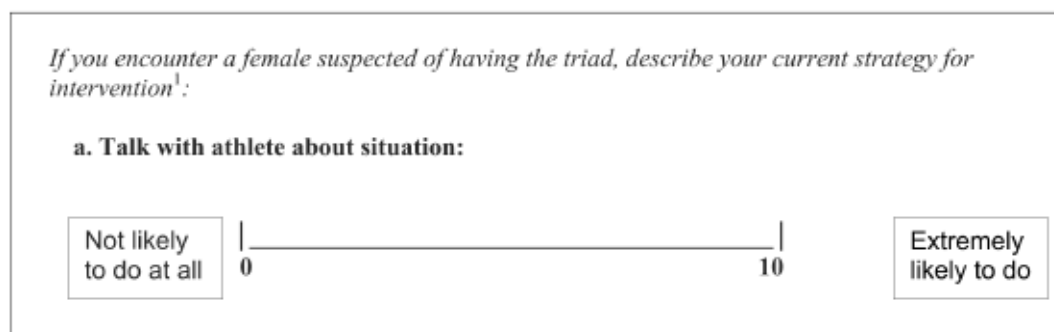 If you encounter a female suspected of having the triad, describe your current strategy for
intervention¹:
a. Talk with athlete about situation:
Not likely
to do at all
0
10
Extremely
likely to do